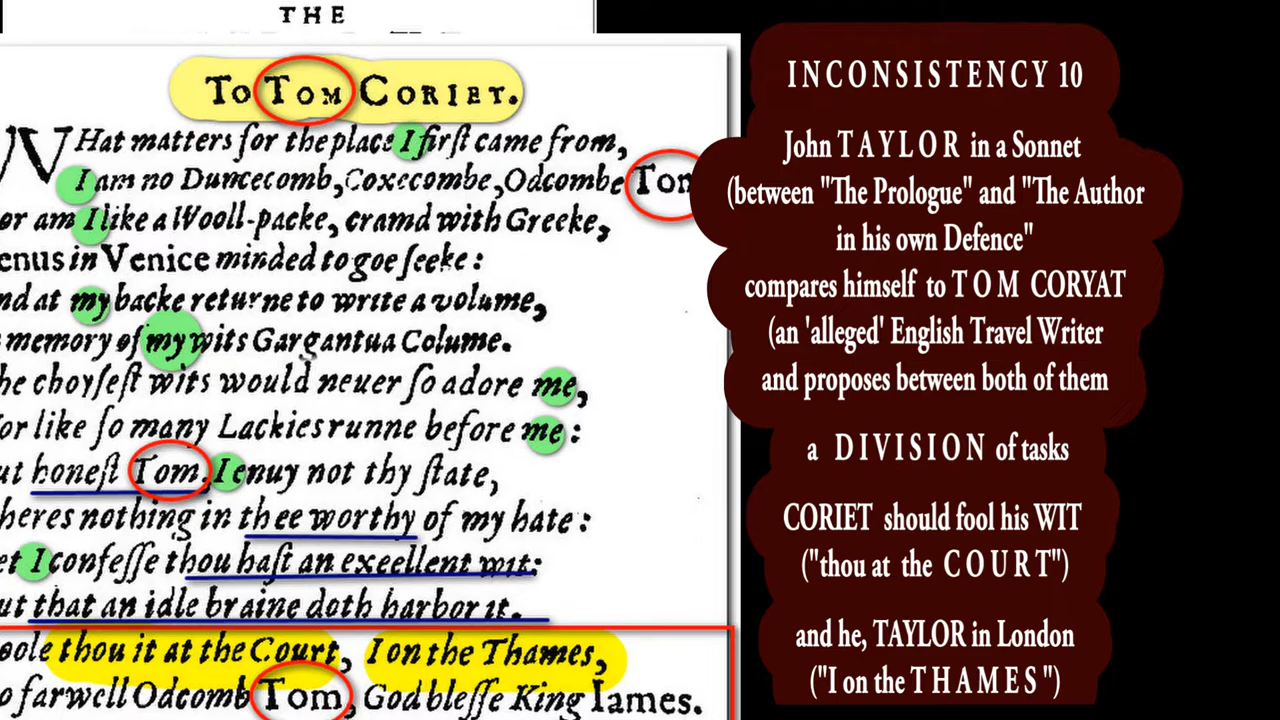 THE
To Tom Coriet.
WHat matters for the place I first came from,
I am no Duncecomb, Coxecombe, Odcombe Tom
or am I like a Wooll-packe, cramd with Greeke,
enus in Venice minded to goe seeke:
nd at my backe returne to write a volume,
memory of my wits Gargantua Colume.
he choysest wits would neuer so adore me,
or like so many Lackies runne before me:
ut honest Tom, I enuy not thy state,
heres nothing in thee worthy of my hate:
et I confesse thou hast an exeellent wit:
ut that an idle braine doth harbor it.
oole thou it at the Court, I on the Thames,
o farwell Odcomb Tom, God blesse King Iames.
INCONSISTENCY 10
John TAYLOR in a Sonnet
(between "The Prologue" and "The Author
in his own Defence"
compares himself to TOM CORYAT
(an 'alleged' English Travel Writer
and proposes between both of them
a DIVISION of tasks
CORIET should fool his WIT
("thou at the COURT")
and he, TAYLOR in London
("I on the THAMES")